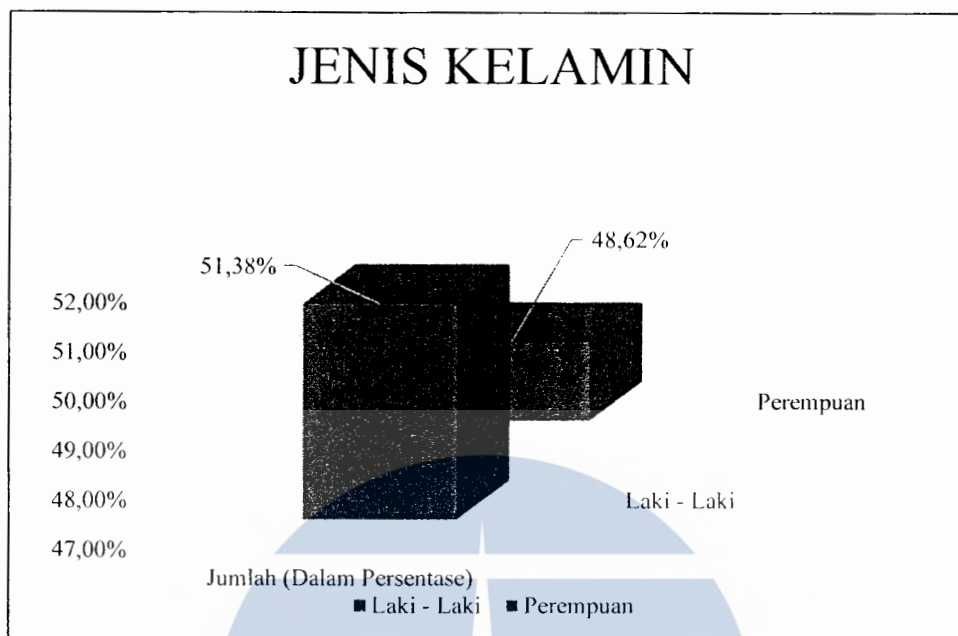 JENIS KELAMIN
48,62%
51,38%
52,00%
51,00%
50,00%
49,00%
48,00%
47,00%
Perempuan
Laki - Laki
Jumlah (Dalam Persentase)
Laki - Laki Perempuan